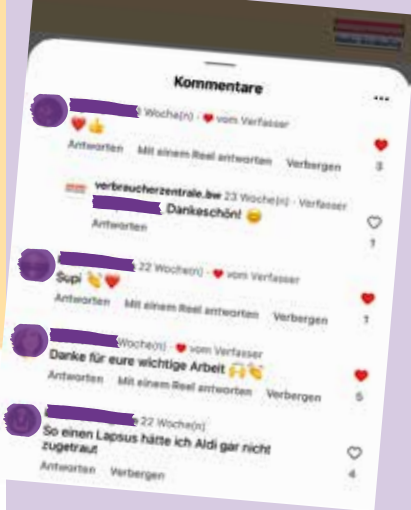 Kommentare
Woche(n) · vom Verfasser
❤️👍
Antworten Mit einem Reel antworten Verbergen
3
verbraucherzentrale.bw 23 Woche(n) · Verfasser
Dankeschön! 😊
Antworten
1
22 Woche(n) · vom Verfasser
Supi 👏❤️
Antworten Mit einem Reel antworten Verbergen
1
Woche(n) · vom Verfasser
Danke für eure wichtige Arbeit 🙌👏
Antworten Mit einem Reel antworten Verbergen
5
22 Woche(n)
So einen Lapsus hätte ich Aldi gar nicht
zugetraut
Antworten Verbergen
4